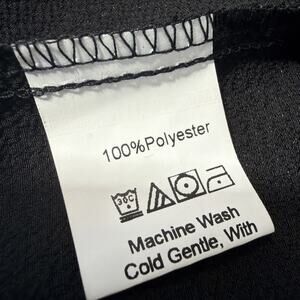 100%Polyester
30C
Machine Wash
Cold Gentle, With